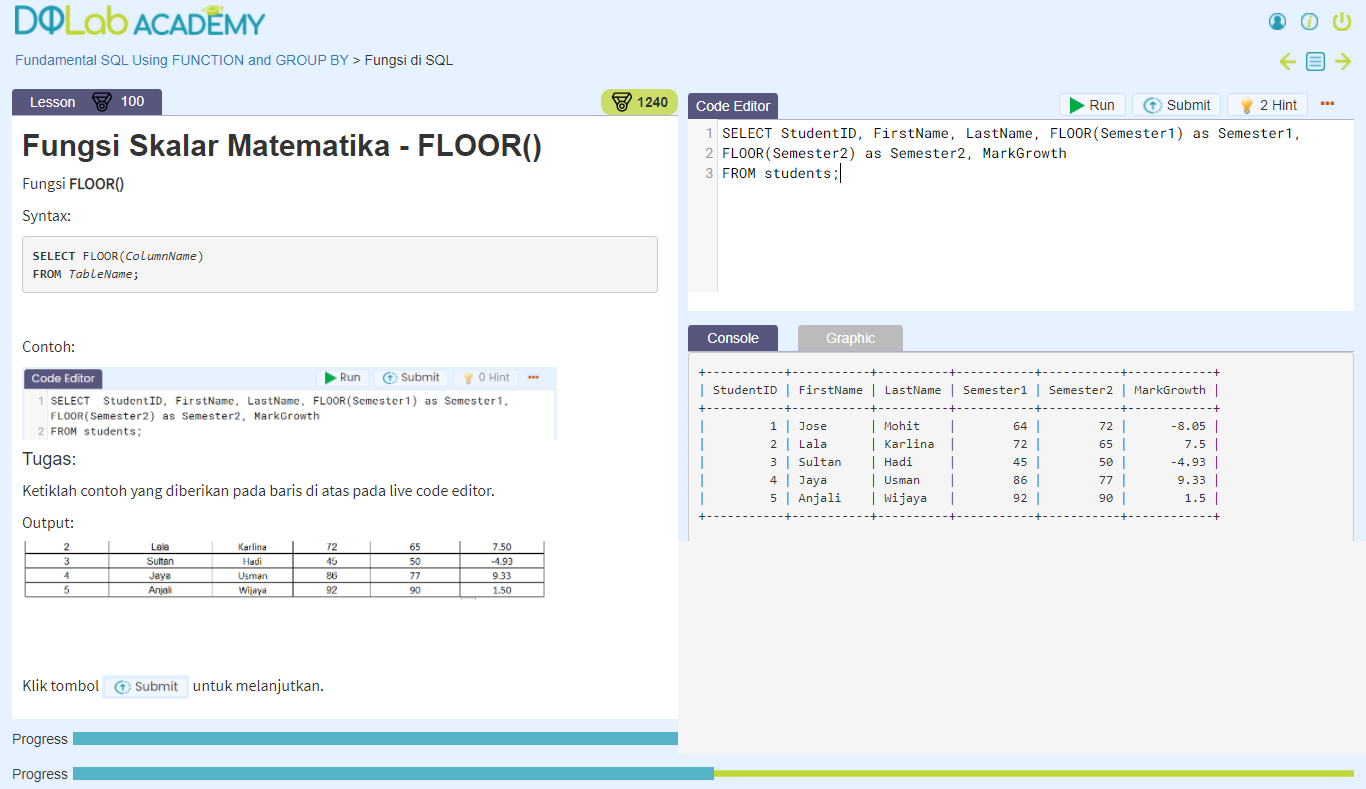 DQLab ACADEMY
Fundamental SQL Using FUNCTION and GROUP BY > Fungsi di SQL
Lesson 100
1240
Fungsi Skalar Matematika - FLOOR()
Fungsi FLOOR()
Syntax:
SELECT FLOOR(ColumnName)
FROM TableName;
Contoh:
Code Editor Run Submit 0 Hint
1 SELECT  StudentID, FirstName, LastName, FLOOR(Semester1) as Semester1,
FLOOR(Semester2) as Semester2, MarkGrowth
2 FROM students;
Tugas:
Ketiklah contoh yang diberikan pada baris di atas pada live code editor.
Output:
2 Lala Karlina 72 65 7.50
3 Sultan Hadi 45 50 -4.93
4 Jaya Usman 86 77 9.33
5 Anjali Wijaya 92 90 1.50
Klik tombol Submit untuk melanjutkan.
Progress
Progress
Code Editor Run Submit 2 Hint
1 SELECT StudentID, FirstName, LastName, FLOOR(Semester1) as Semester1,
2 FLOOR(Semester2) as Semester2, MarkGrowth
3 FROM students;
Console Graphic
+-----------+-----------+----------+-----------+-----------+------------+
| StudentID | FirstName | LastName | Semester1 | Semester2 | MarkGrowth |
+-----------+-----------+----------+-----------+-----------+------------+
| 1 | Jose | Mohit | 64 | 72 | -8.05 |
| 2 | Lala | Karlina | 72 | 65 | 7.5 |
| 3 | Sultan | Hadi | 45 | 50 | -4.93 |
| 4 | Jaya | Usman | 86 | 77 | 9.33 |
| 5 | Anjali | Wijaya | 92 | 90 | 1.5 |
+-----------+-----------+----------+-----------+-----------+------------+